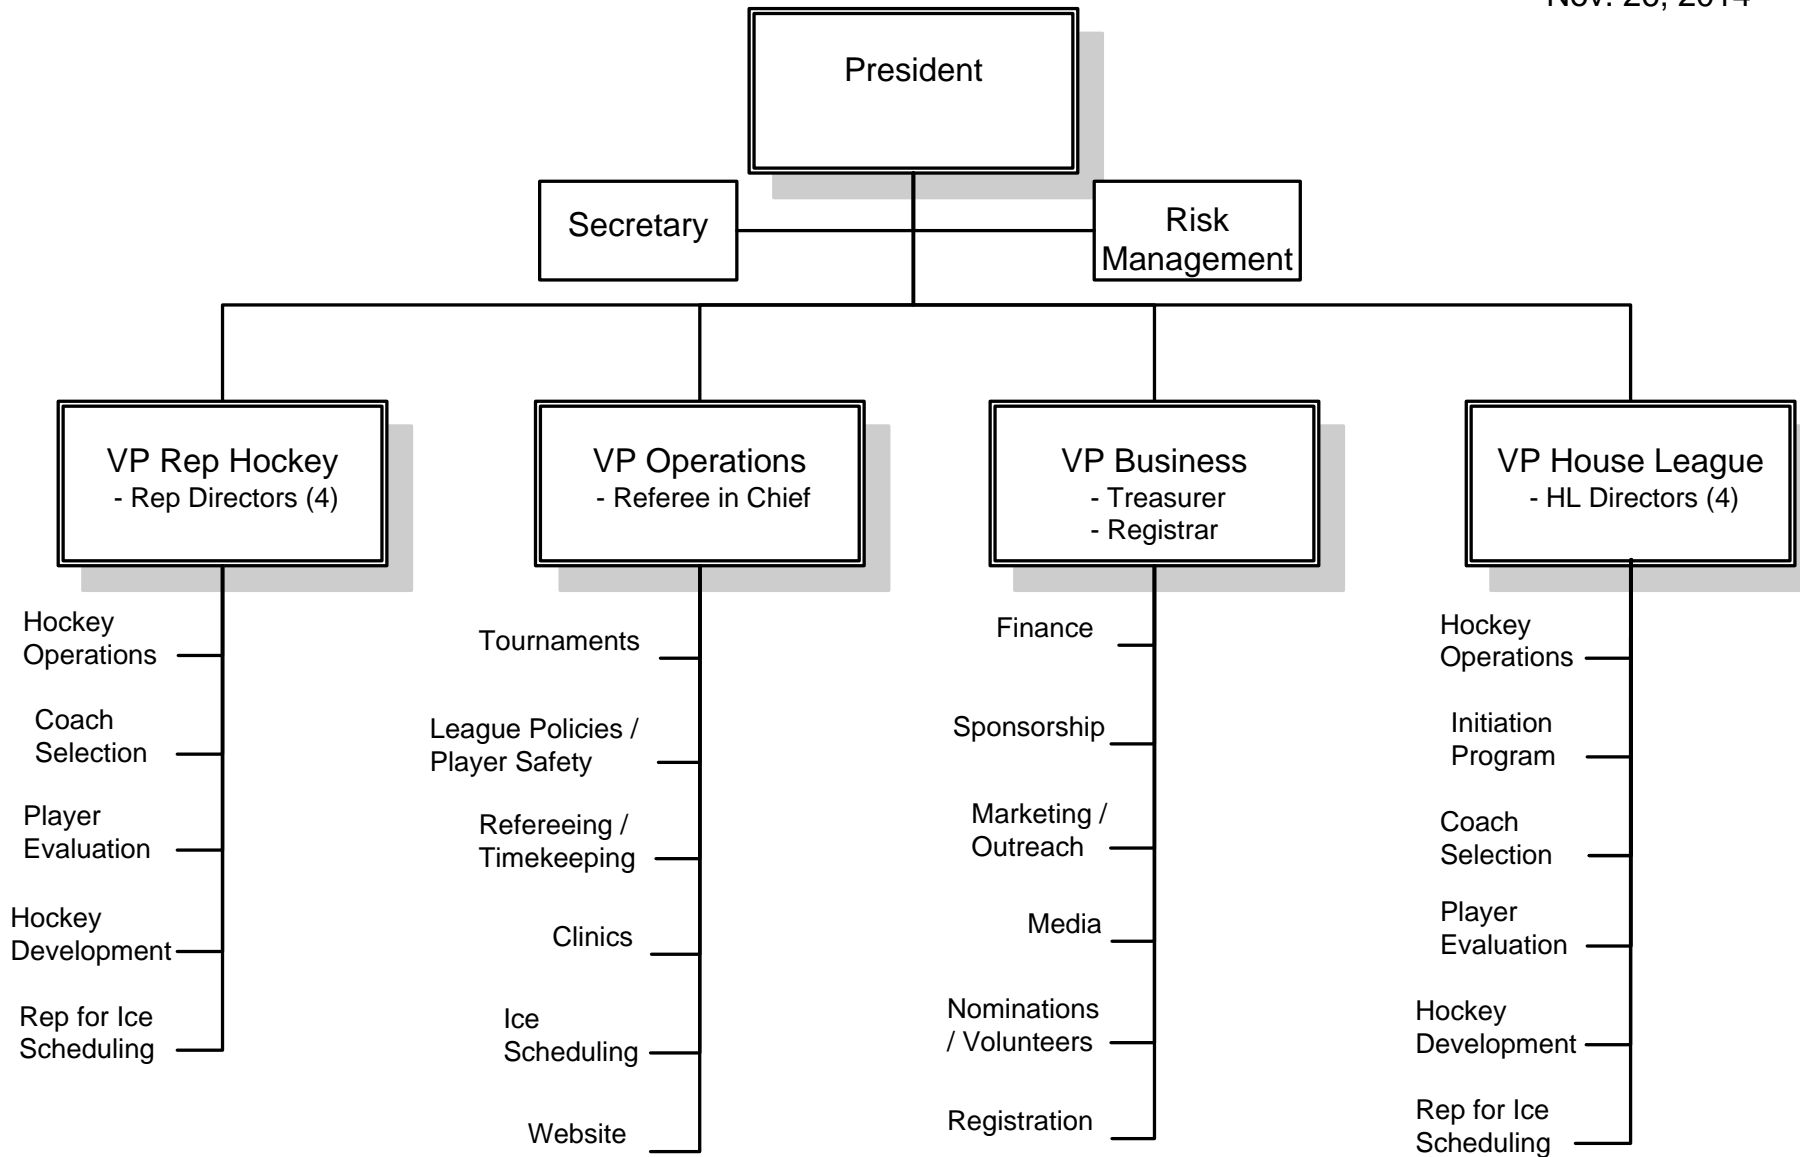 2014
President
Secretary
Risk
Management
VP Rep Hockey
- Rep Directors (4)
VP Operations
- Referee in Chief
VP Business
- Treasurer
- Registrar
VP House League
- HL Directors (4)
Hockey
Operations
Coach
Selection
Player
Evaluation
Hockey
Development
Rep for Ice
Scheduling
Tournaments
League Policies /
Player Safety
Refereeing /
Timekeeping
Clinics
Ice
Scheduling
Website
Finance
Sponsorship
Marketing /
Outreach
Media
Nominations
/ Volunteers
Registration
Hockey
Operations
Initiation
Program
Coach
Selection
Player
Evaluation
Hockey
Development
Rep for Ice
Scheduling